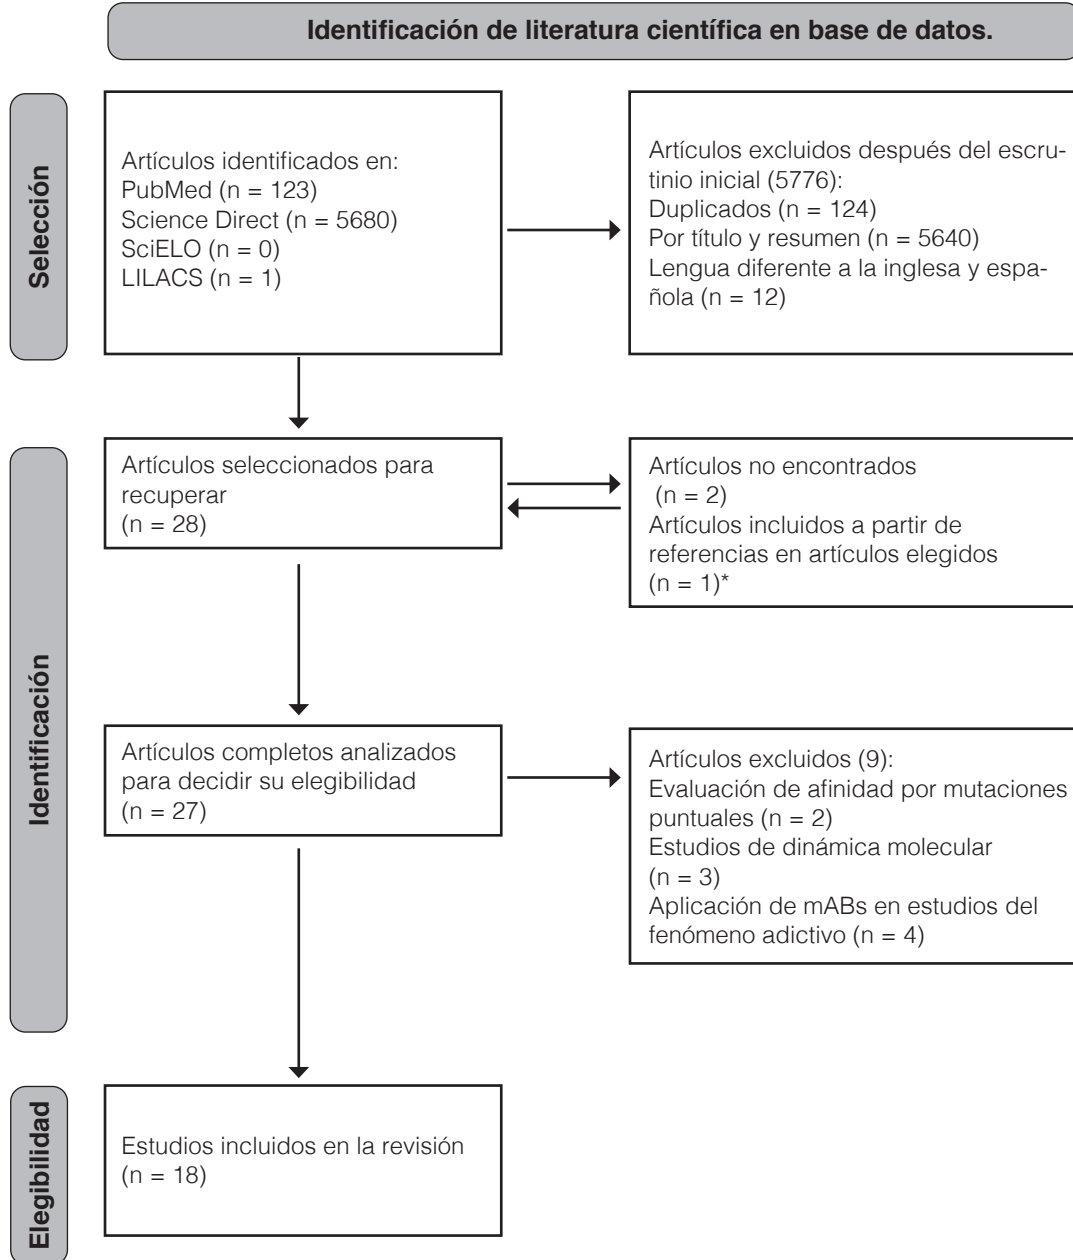 Identificación de literatura científica en base de datos.
Selección
Artículos identificados en:
PubMed (n = 123)
Science Direct (n = 5680)
SciELO (n = 0)
LILACS (n = 1)
Artículos excluidos después del escru-
tinio inicial (5776):
Duplicados (n = 124)
Por título y resumen (n = 5640)
Lengua diferente a la inglesa y espa-
ñola (n = 12)
Identificación
Artículos seleccionados para
recuperar
(n = 28)
Artículos no encontrados
(n = 2)
Artículos incluidos a partir de
referencias en artículos elegidos
(n = 1)*
Artículos completos analizados
para decidir su elegibilidad
(n = 27)
Artículos excluidos (9):
Evaluación de afinidad por mutaciones
puntuales (n = 2)
Estudios de dinámica molecular
(n = 3)
Aplicación de mABs en estudios del
fenómeno adictivo (n = 4)
Elegibilidad
Estudios incluidos en la revisión
(n = 18)